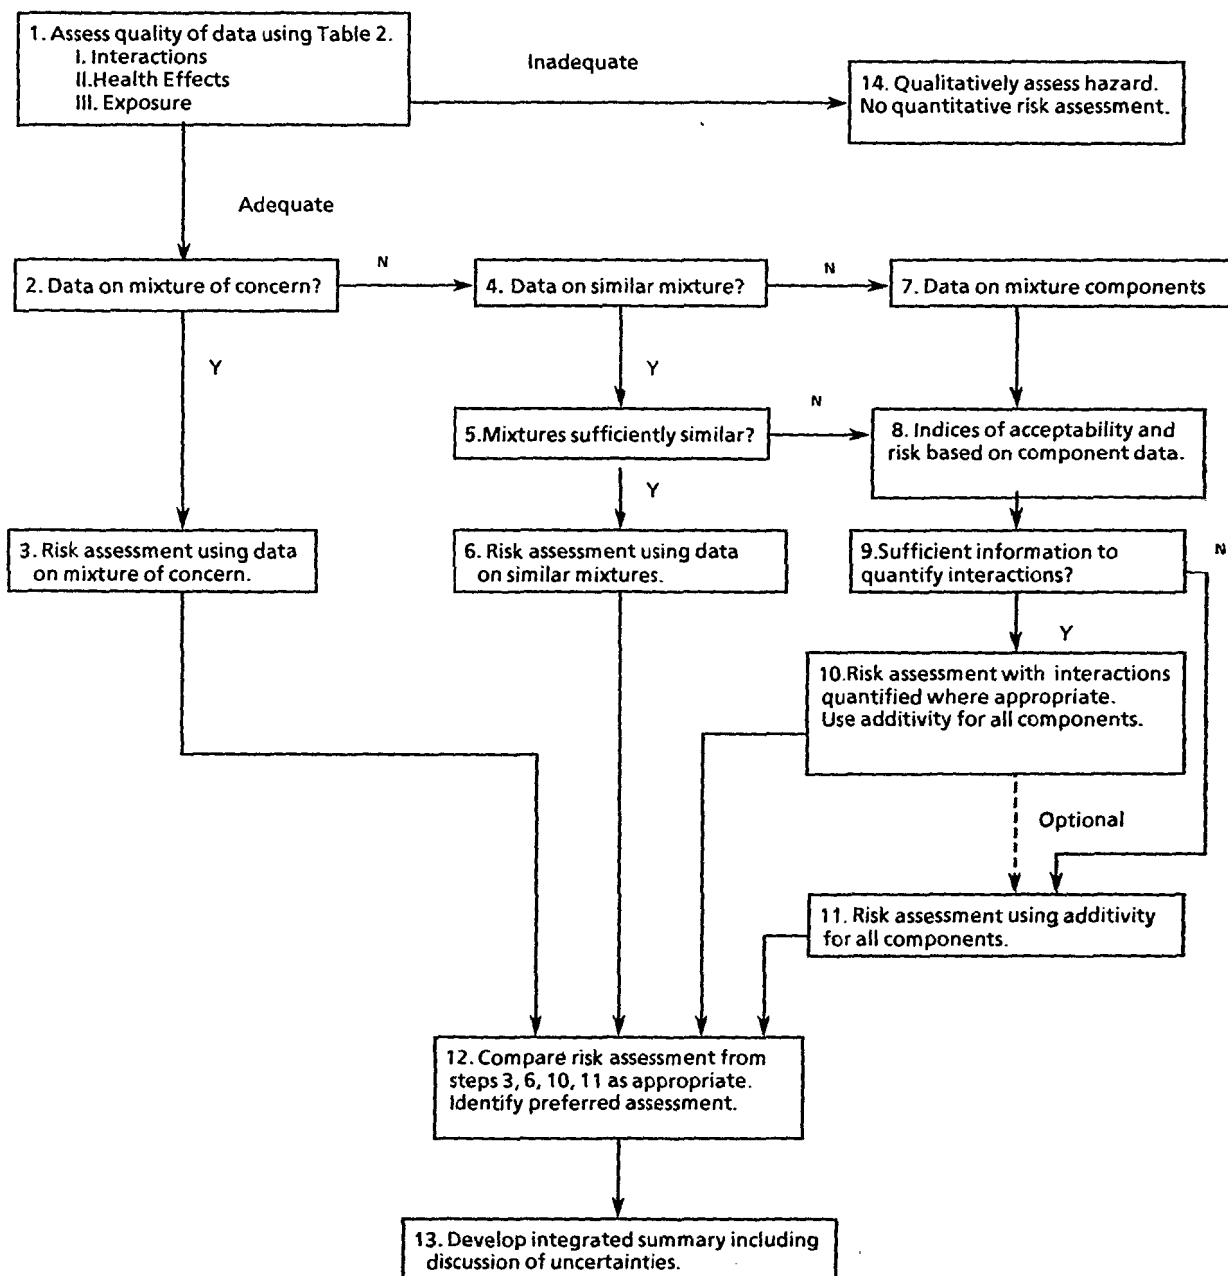 1. Assess quality of data using Table 2.
I. Interactions
II.Health Effects
III. Exposure
Inadequate
14. Qualitatively assess hazard.
No quantitative risk assessment.
Adequate
2. Data on mixture of concern?
N
4. Data on similar mixture?
N
7. Data on mixture components
Y
Y
5.Mixtures sufficiently similar?
N
8. Indices of acceptability and
risk based on component data.
Y
3. Risk assessment using data
on mixture of concern.
6. Risk assessment using data
on similar mixtures.
9.Sufficient information to
quantify interactions?
N
Y
10.Risk assessment with interactions
quantified where appropriate.
Use additivity for all components.
Optional
11. Risk assessment using additivity
for all components.
12. Compare risk assessment from
steps 3, 6, 10, 11 as appropriate.
Identify preferred assessment.
13. Develop integrated summary including
discussion of uncertainties.